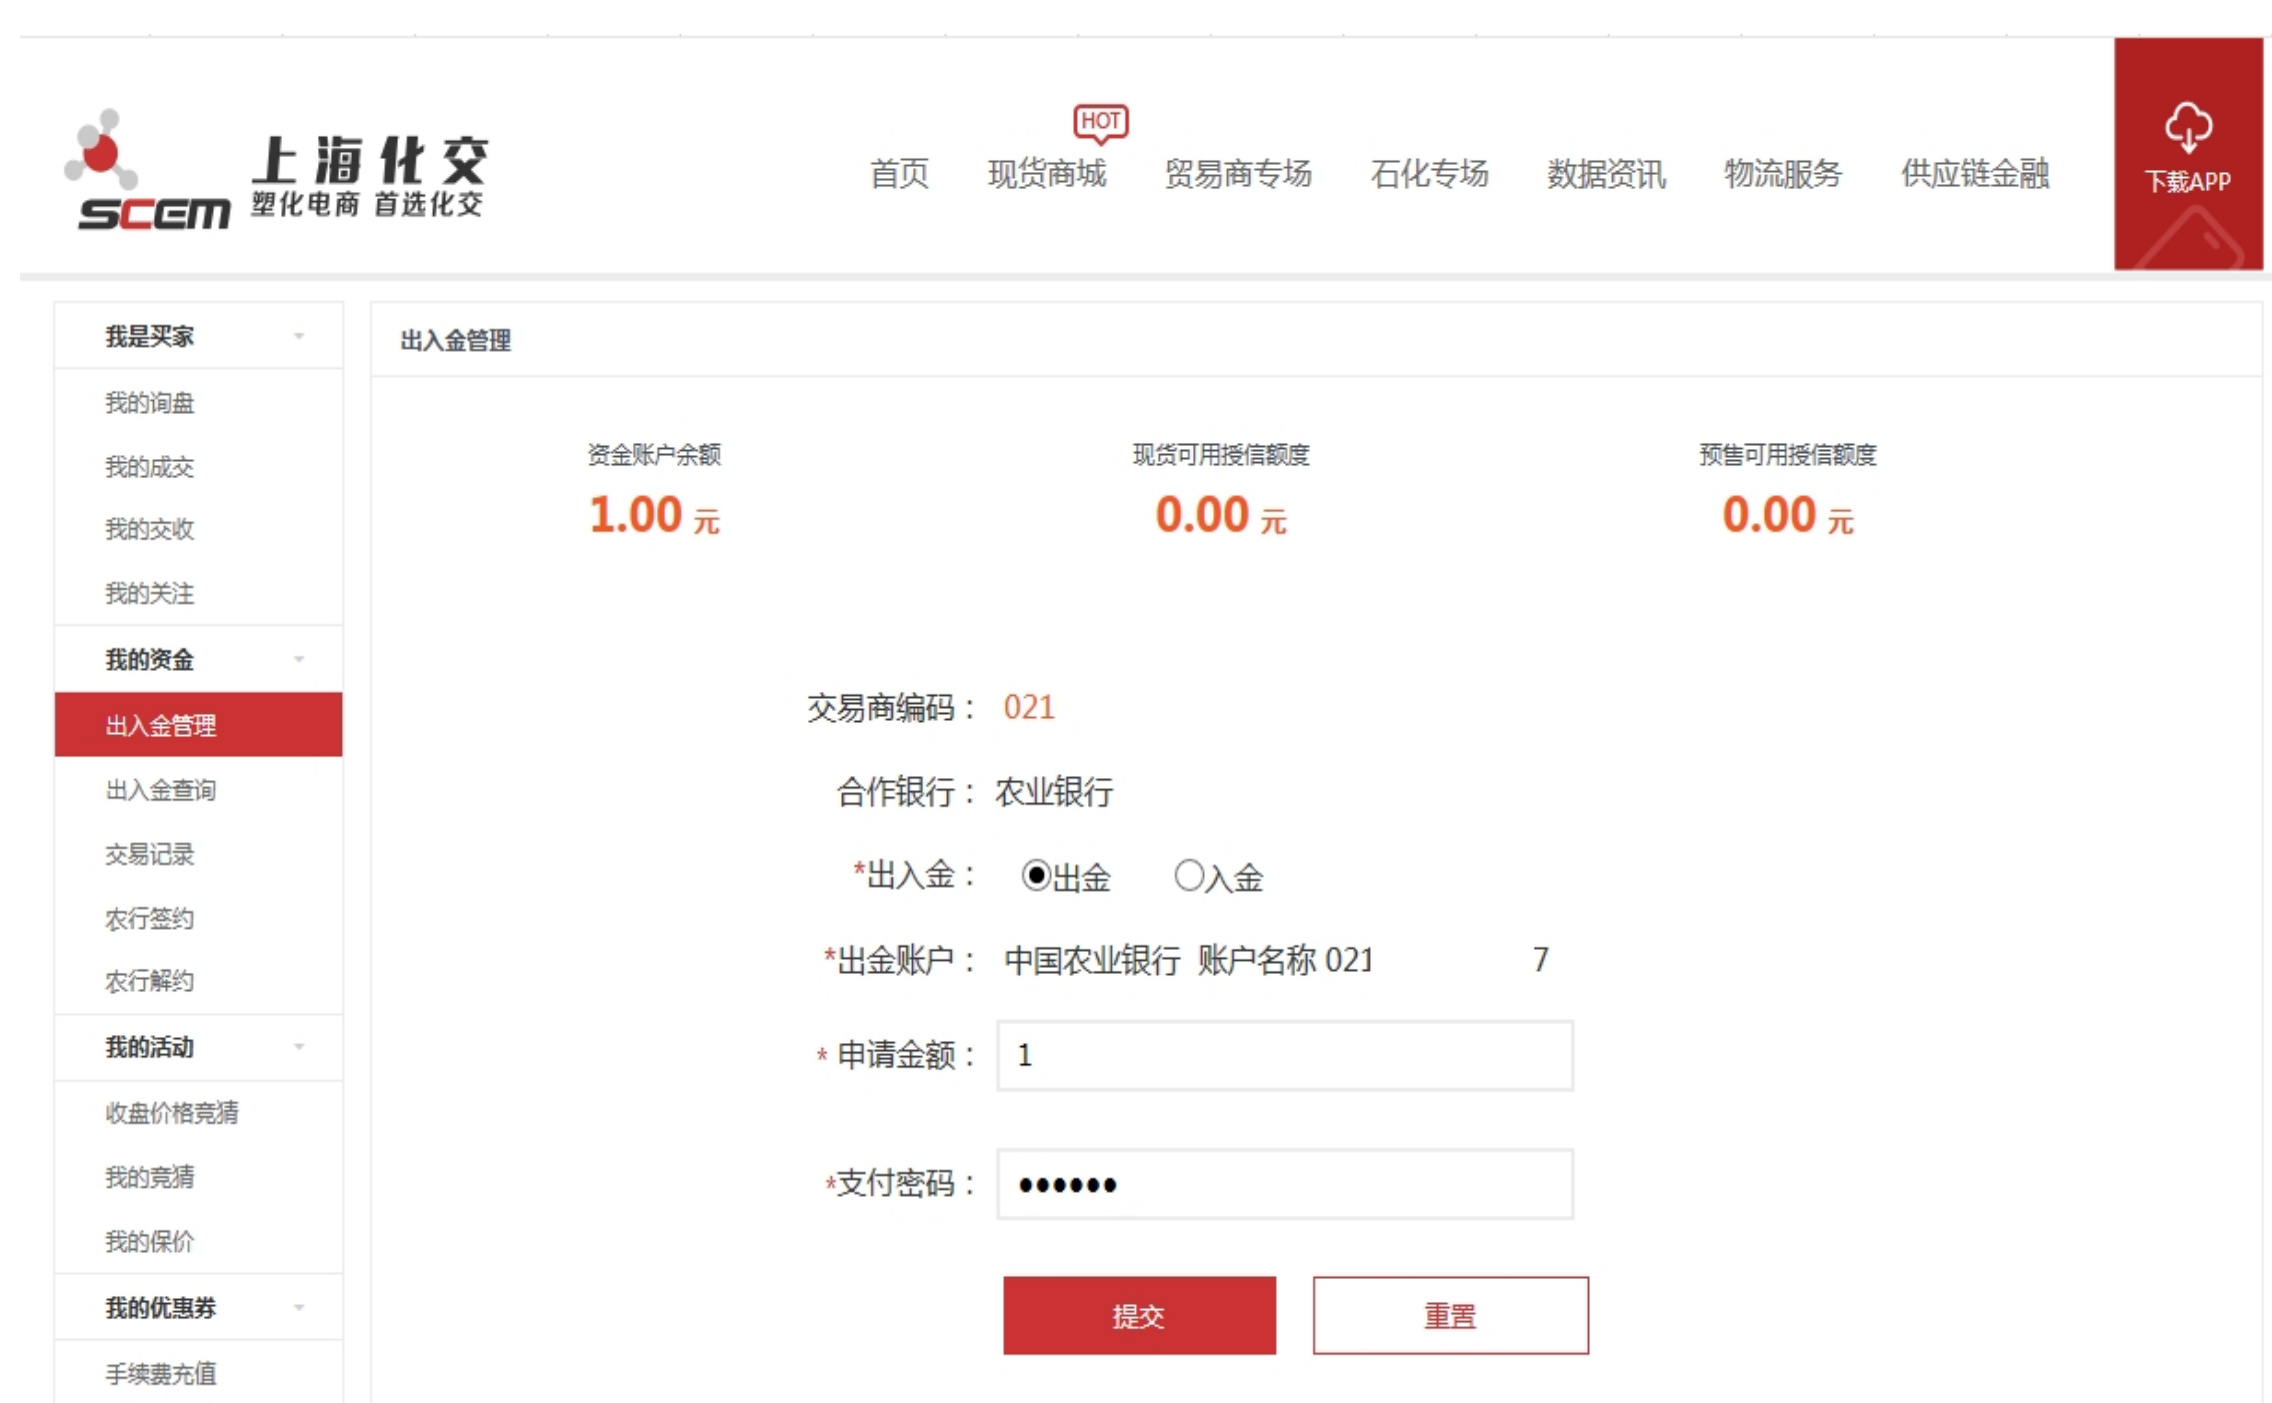 SCEM
上海化交
塑化电商 首选化交
HOT
首页 现货商城 贸易商专场 石化专场 数据资讯 物流服务 供应链金融
下载APP
我是买家
我的询盘
我的成交
我的交收
我的关注
我的资金
出入金管理
出入金查询
交易记录
农行签约
农行解约
我的活动
收盘价格竞猜
我的竞猜
我的保价
我的优惠券
手续费充值
出入金管理
资金账户余额
1.00 元
现货可用授信额度
0.00 元
预售可用授信额度
0.00 元
交易商编码： 021
合作银行： 农业银行
*出入金： 出金 入金
*出金账户： 中国农业银行 账户名称 021 7
* 申请金额： 1
*支付密码： ••••••
提交 重置